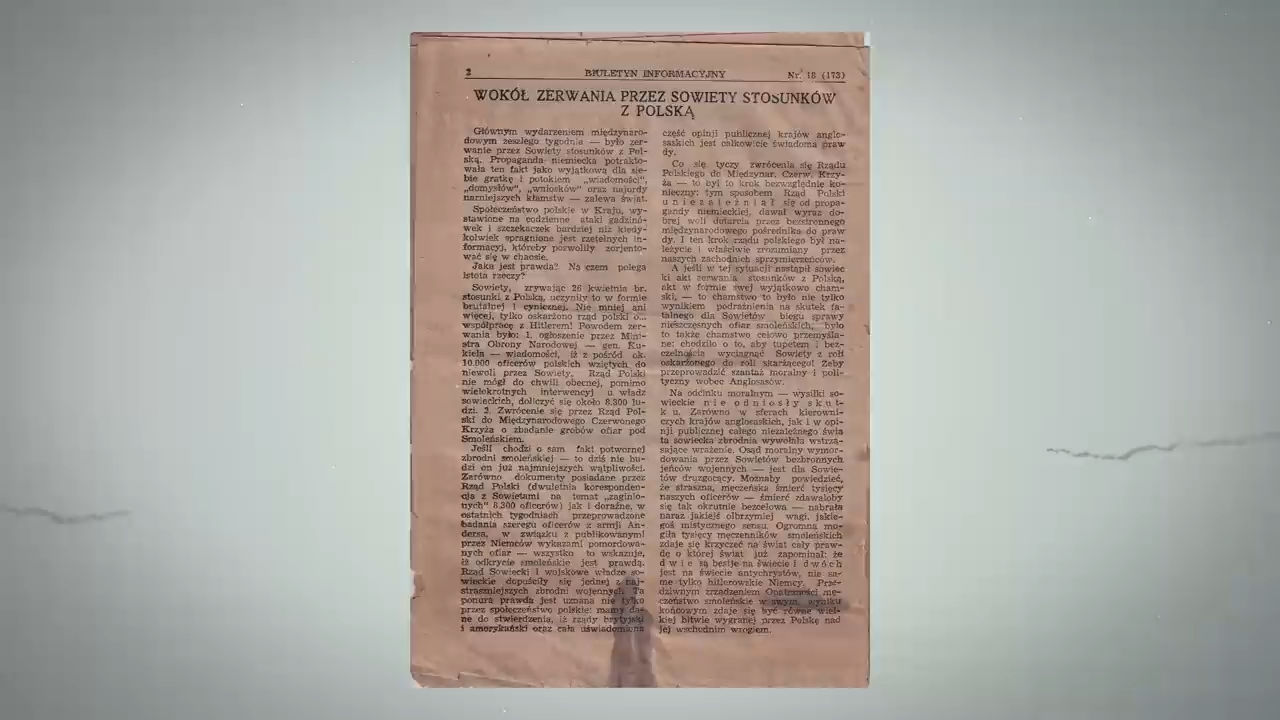 2
BIULETYN INFORMACYJNY
Nr. 18 (173)
WOKÓŁ ZERWANIA PRZEZ SOWIETY STOSUNKÓW
Z POLSKĄ
Głównym wydarzeniem międzynaro-
dowym zeszłego tygodnia — było zer-
wanie przez Sowiety stosunków z Pol-
ską. Propaganda niemiecka potrakto-
wała ten fakt jako wyjątkową dla sie-
bie gratkę i potokiem „wiadomości",
„domysłów", „wniosków" oraz najordy
narniejszych kłamstw — zalewa świat.
Społeczeństwo polskie w Kraju, wy-
stawione na codzienne ataki gadzinó-
wek i szczekaczek bardziej niż kiedy-
kolwiek spragnione jest rzetelnych in-
formacyj, któreby pozwoliły zorjento-
wać się w chaosie.
Jaka jest prawda? Na czem polega
istota rzeczy?
Sowiety, zrywając 26 kwietnia br.
stosunki z Polską, uczyniły to w formie
brutalnej i cynicznej. Nie mniej ani
więcej, tylko oskarżono rząd polski o...
współpracę z Hitlerem! Powodem zer-
wania było: 1. ogłoszenie przez Mini-
stra Obrony Narodowej — gen. Ku-
kiela — wiadomości, iż z pośród ok.
10.000 oficerów polskich wziętych do
niewoli przez Sowiety, Rząd Polski
nie mógł do chwili obecnej, pomimo
wielokrotnych interwencyj u władz
sowieckich, doliczyć się około 8.300 lu-
dzi. 2. Zwrócenie się przez Rząd Pol-
ski do Międzynarodowego Czerwonego
Krzyża o zbadanie grobów ofiar pod
Smoleńskiem.
Jeśli chodzi o sam fakt potwornej
zbrodni smoleńskiej — to dziś nie bu-
dzi on już najmniejszych wątpliwości.
Zarówno dokumenty posiadane przez
Rząd Polski (dwuletnia koresponden-
cja z Sowietami na temat „zaginio-
nych" 8.300 oficerów) jak i doraźne, w
ostatnich tygodniach przeprowadzone
badania szeregu oficerów z armji An-
dersa, w związku z publikowanymi
przez Niemców wykazami pomordowa-
nych ofiar — wszystko to wskazuje,
iż odkrycie smoleńskie jest prawdą.
Rząd Sowiecki i wojskowe władze so-
wieckie dopuściły się jednej z naj-
straszniejszych zbrodni wojennych. Ta
ponura prawda jest uznana nie tylko
przez społeczeństwo polskie: mamy da-
ne do stwierdzenia, iż rządy brytyjski
i amerykański oraz cała uświadomiona
część opinji publicznej krajów anglo-
saskich jest całkowicie świadoma praw
dy.
Co się tyczy zwrócenia się Rządu
Polskiego do Międzynar. Czerw. Krzy-
ża — to był to krok bezwzględnie ko-
nieczny: tym sposobem Rząd Polski
uniezależniał się od propa-
gandy niemieckiej, dawał wyraz do-
brej woli dotarcia przez bezstronnego
międzynarodowego pośrednika do praw
dy. I ten krok rządu polskiego był na-
leżycie i właściwie zrozumiany przez
naszych zachodnich sprzymierzeńców.
A jeśli w tej sytuacji nastąpił sowiec
ki akt zerwania stosunków z Polską,
akt w formie swej wyjątkowo cham-
ski, — to chamstwo to było nie tylko
wynikiem podrażnienia na skutek fa-
talnego dla Sowietów biegu sprawy
nieszczęsnych ofiar smoleńskich, było
to także chamstwo celowo przemyśla-
ne: chodziło o to, aby tupetem i bez-
czelnością wyciągnąć Sowiety z roli
oskarżonego do roli skarżącego! Żeby
przeprowadzić szantaż moralny i poli-
tyczny wobec Anglosasów.
Na odcinku moralnym — wysiłki so-
wieckie nie odniosły skut-
ku. Zarówno w sferach kierowni-
czych krajów anglosaskich, jak i w opi-
nji publicznej całego niezależnego świa
ta sowiecka zbrodnia wywołała wstrzą-
sające wrażenie. Osąd moralny wymor-
dowania przez Sowietów bezbronnych
jeńców wojennych — jest dla Sowie-
tów druzgocący. Możnaby powiedzieć,
że straszna, męczeńska śmierć tysięcy
naszych oficerów — śmierć zdawałoby
się tak okrutnie bezcelowa — nabrała
naraz jakiejś olbrzymiej wagi, jakie-
goś mistycznego sensu. Ogromna mo-
giła tysięcy męczenników smoleńskich
zdaje się krzyczeć na świat cały praw-
dę o której świat już zapominał: że
dwie są bestje na świecie i dwóch
jest na świecie antychrystów, nie sa-
me tylko hitlerowskie Niemcy. Prze-
dziwnym zrządzeniem Opatrzności mę-
czeństwo smoleńskie w swym wyniku
końcowym zdaje się być równe wiel-
kiej bitwie wygranej przez Polskę nad
jej wschodnim wrogiem.